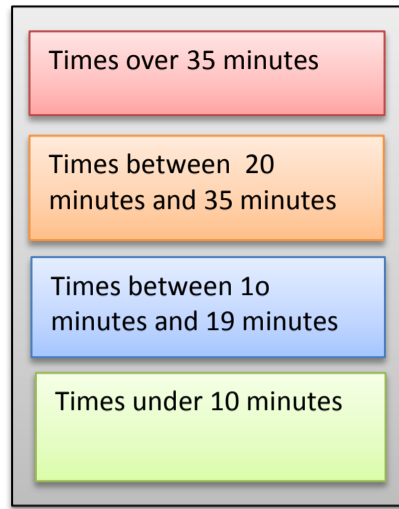 Times over 35 minutes
Times between  20
minutes and 35 minutes
Times between 1o
minutes and 19 minutes
Times under 10 minutes